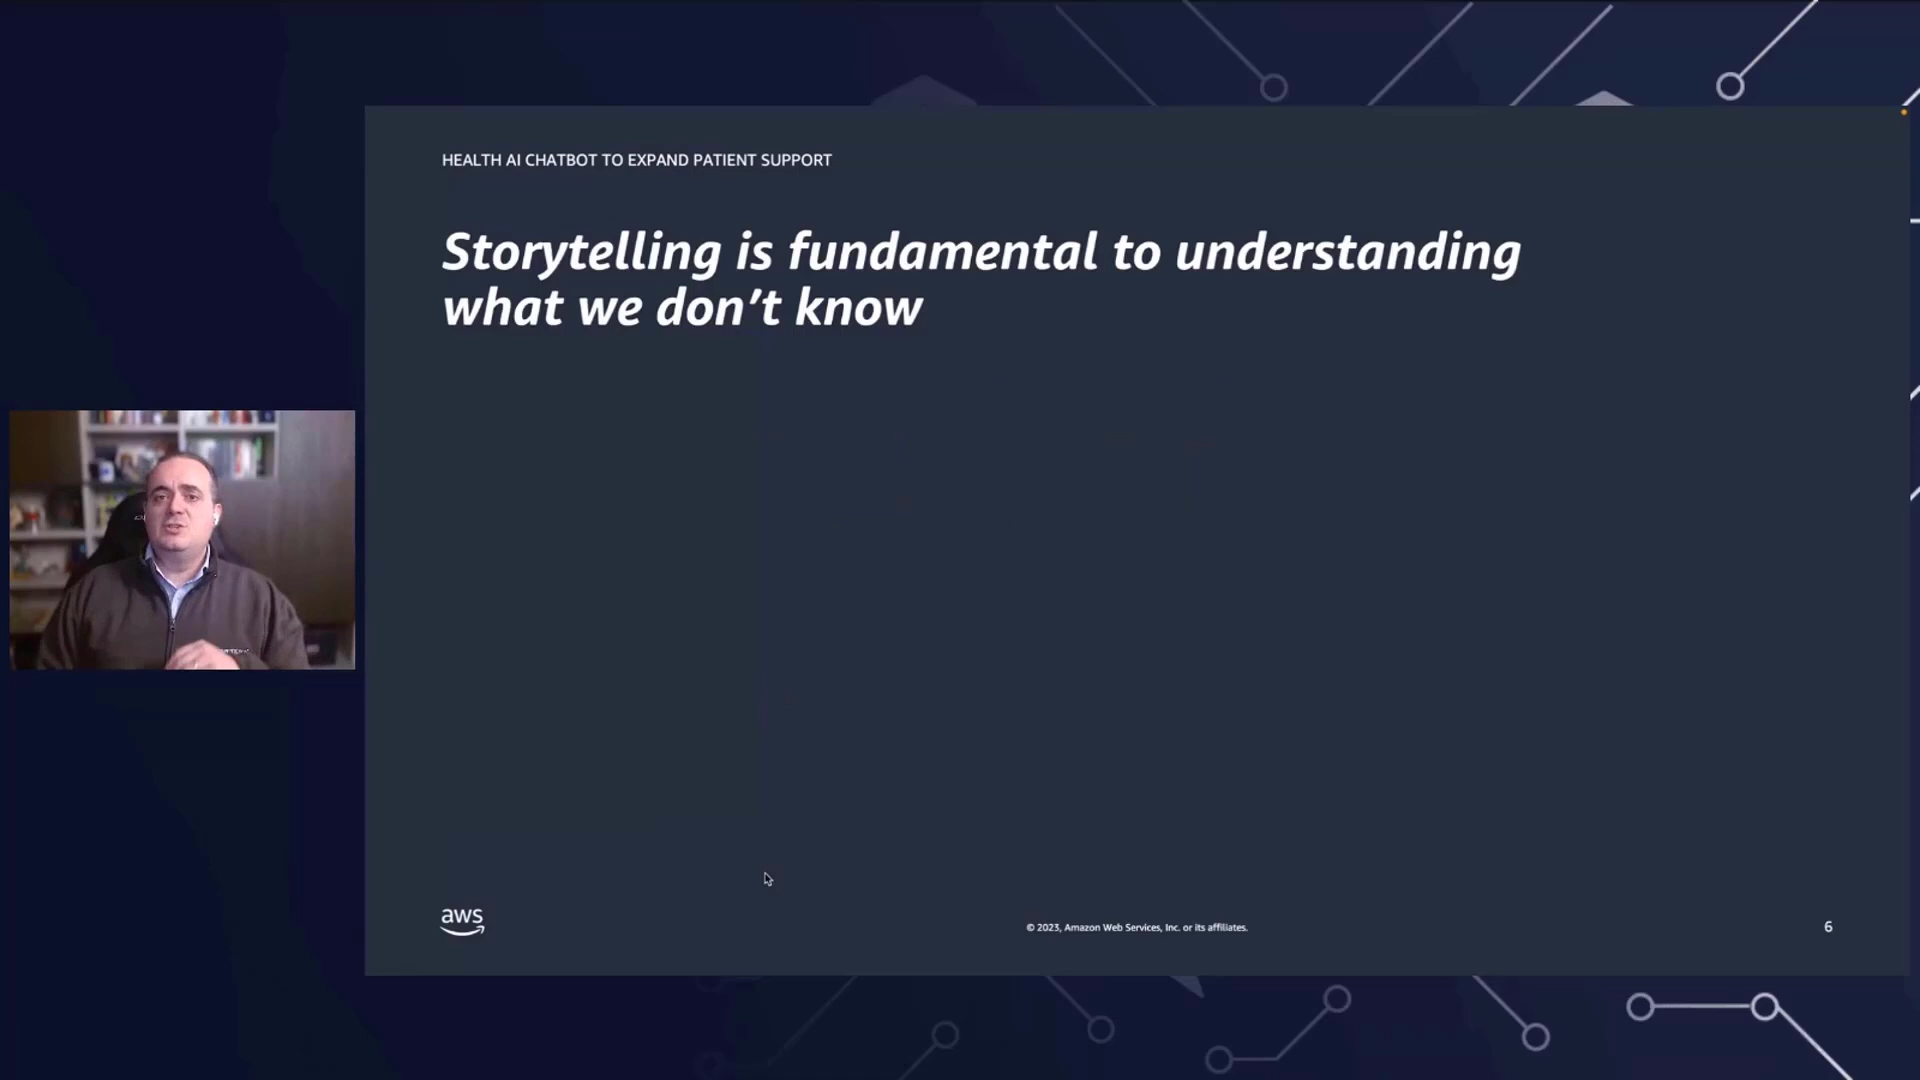 HEALTH AI CHATBOT TO EXPAND PATIENT SUPPORT
Storytelling is fundamental to understanding
what we don’t know
aws
© 2023, Amazon Web Services, Inc. or its affiliates.
6